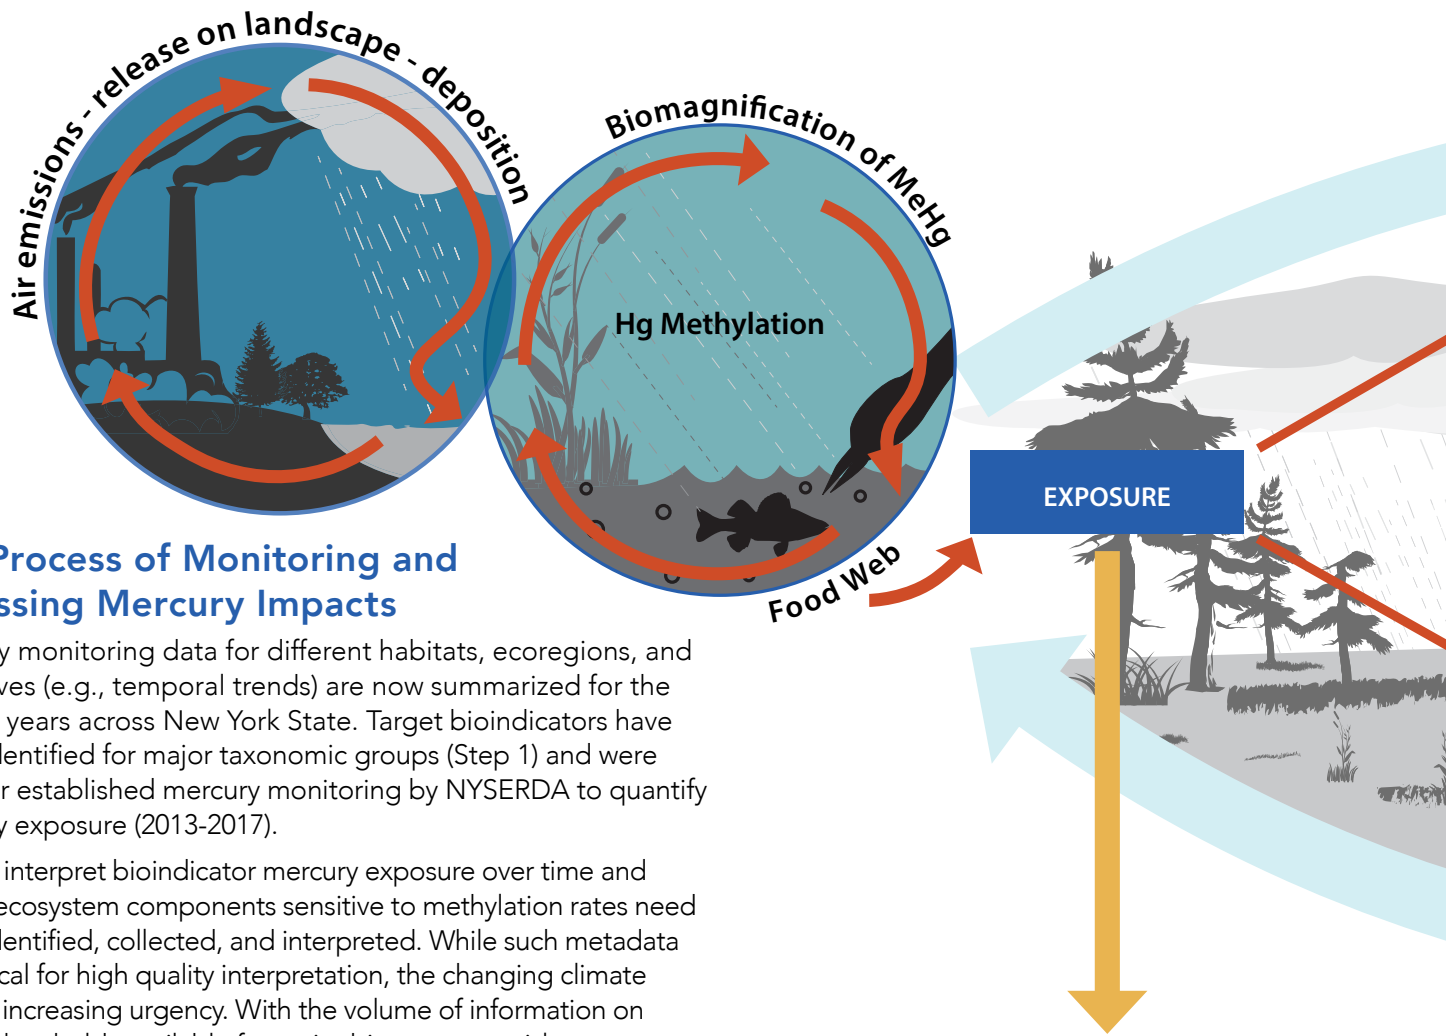 Air emissions - release on landscape - deposition
Biomagnification of MeHg
Hg Methylation
EXPOSURE
Food Web
Process of Monitoring and
ssing Mercury Impacts
y monitoring data for different habitats, ecoregions, and
ves (e.g., temporal trends) are now summarized for the
years across New York State. Target bioindicators have
dentified for major taxonomic groups (Step 1) and were
r established mercury monitoring by NYSERDA to quantify
y exposure (2013-2017).
interpret bioindicator mercury exposure over time and
ecosystem components sensitive to methylation rates need
dentified, collected, and interpreted. While such metadata
cal for high quality interpretation, the changing climate
increasing urgency. With the volume of information on